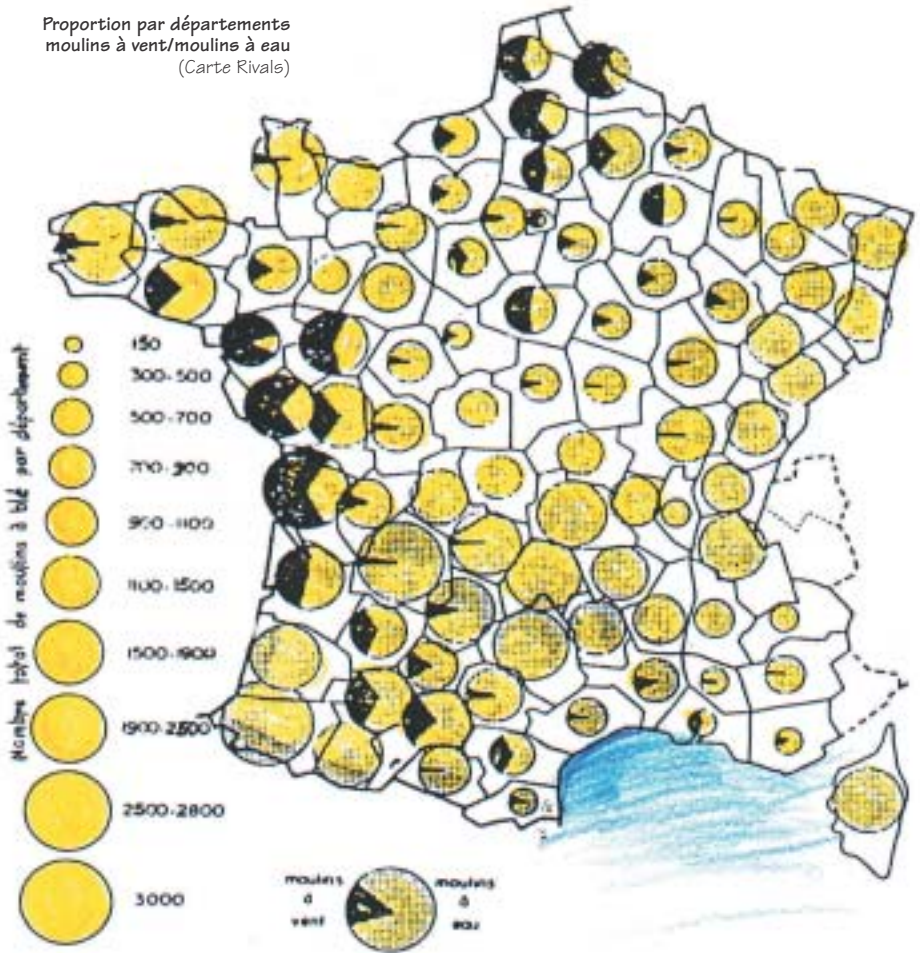 Proportion par départements
moulins à vent/moulins à eau
(Carte Rivals)
Nombre total de moulins à blé par département
150
300-500
500-700
700-900
900-1100
1100-1500
1500-1900
1900-2500
2500-2800
3000
moulins
à
vent
moulins
à
eau